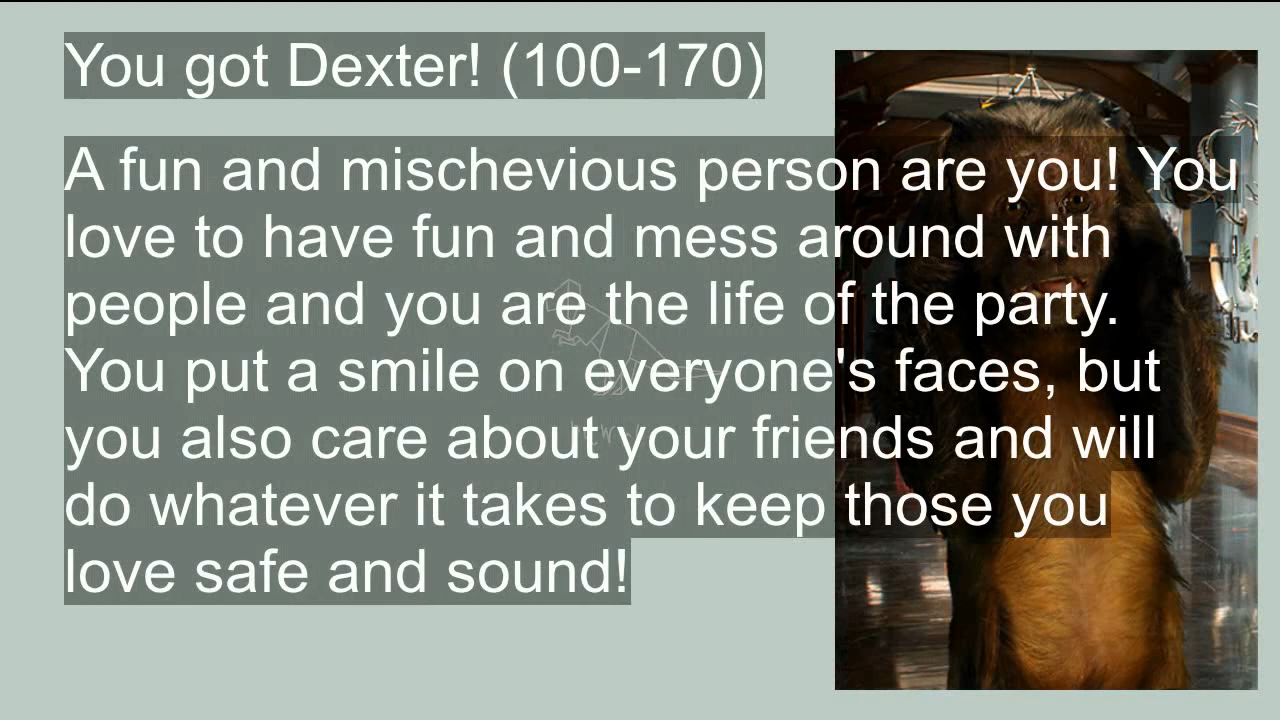 You got Dexter! (100-170)
A fun and mischevious person are you! You
love to have fun and mess around with
people and you are the life of the party.
You put a smile on everyone's faces, but
you also care about your friends and will
do whatever it takes to keep those you
love safe and sound!